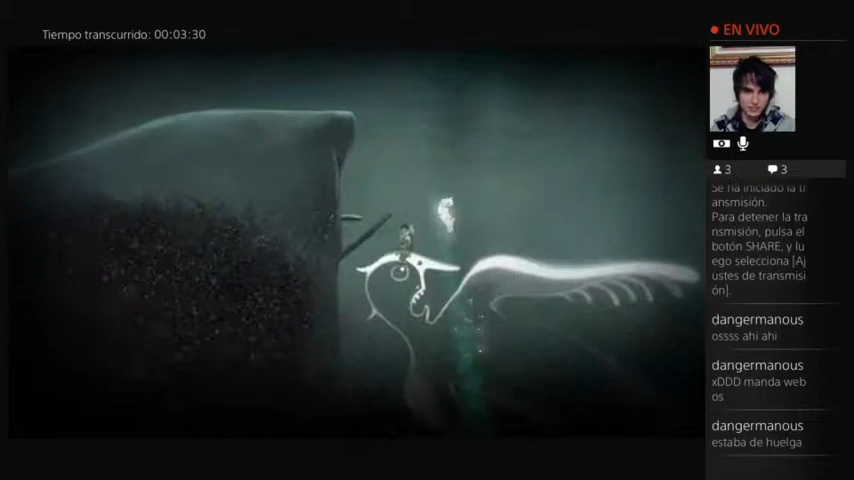 Tiempo transcurrido: 00:03:30
EN VIVO
3 3
Se ha iniciado la tr
ansmisión.
Para detener la tra
nsmisión, pulsa el
botón SHARE, y lu
ego selecciona [Aj
ustes de transmisi
ón].
dangermanous
ossss ahi ahi
dangermanous
xDDD manda web
os
dangermanous
estaba de huelga